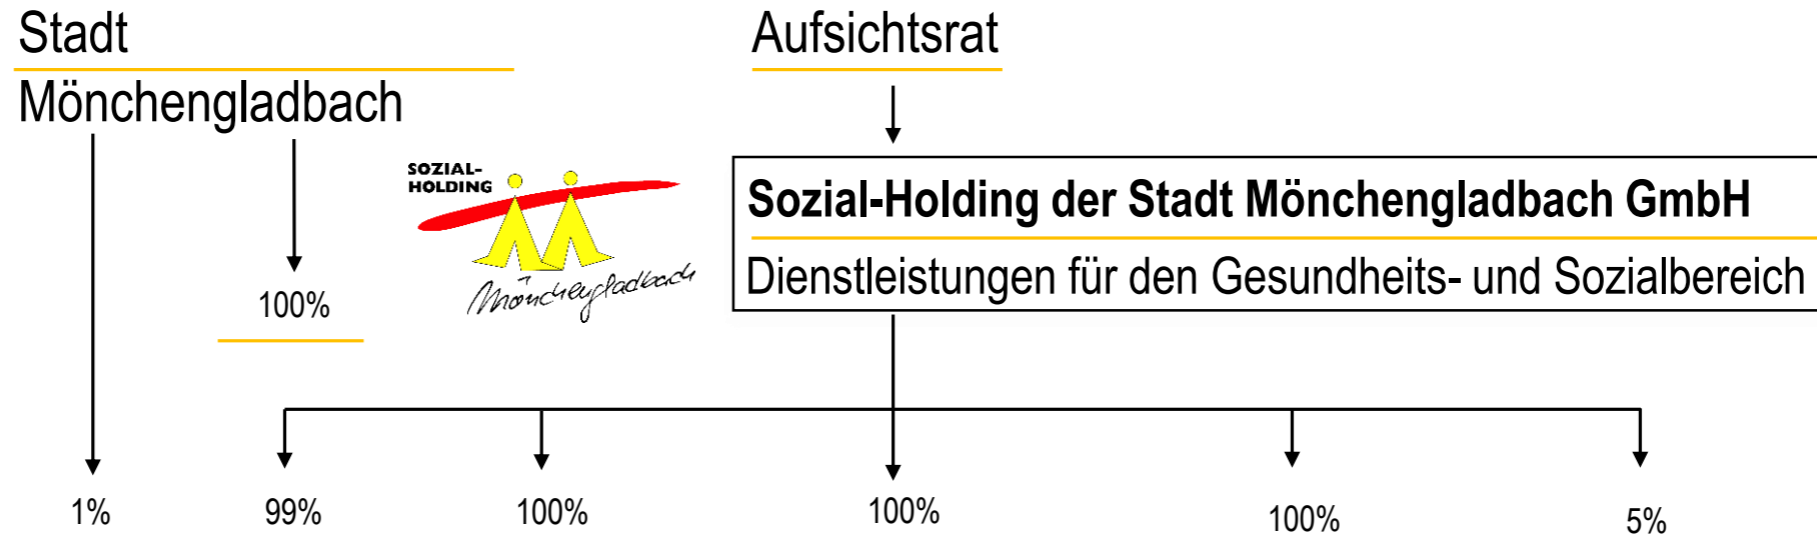 Stadt
Mönchengladbach
Aufsichtsrat
SOZIAL-
HOLDING
Mönchengladbach
Sozial-Holding der Stadt Mönchengladbach GmbH
Dienstleistungen für den Gesundheits- und Sozialbereich
100%
1%
99%
100%
100%
100%
5%